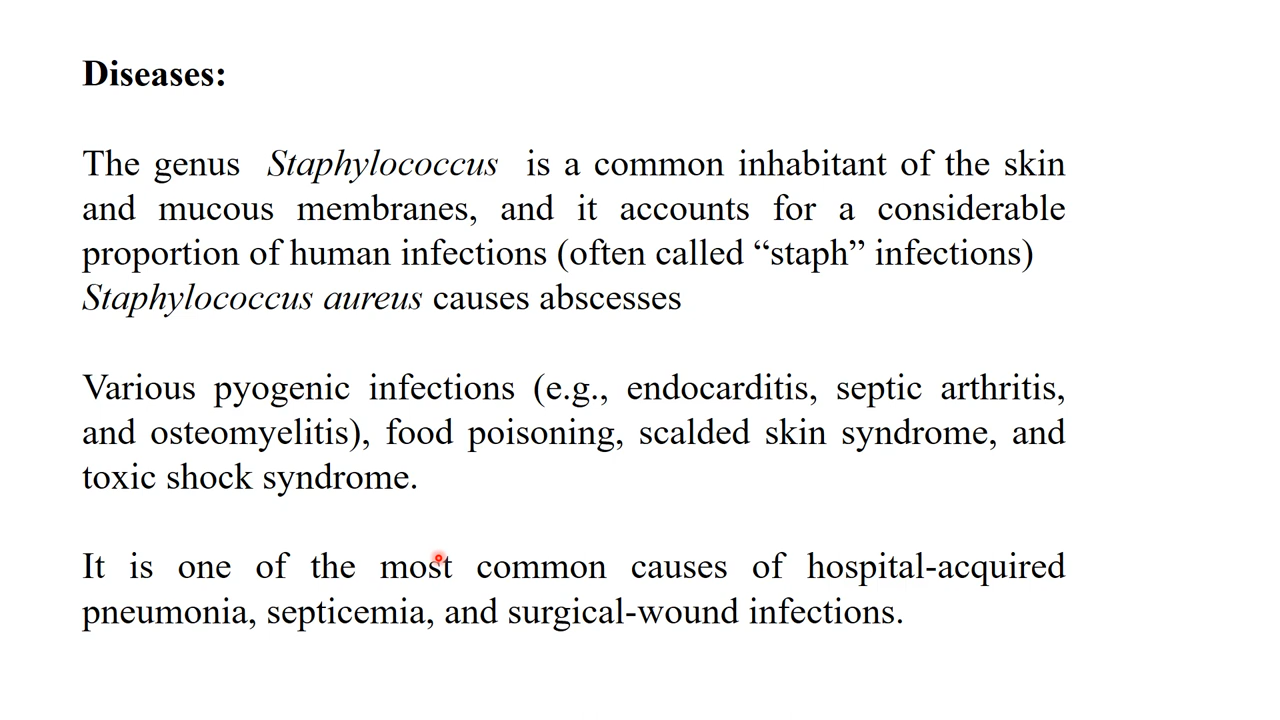 Diseases:
The genus Staphylococcus is a common inhabitant of the skin
and mucous membranes, and it accounts for a considerable
proportion of human infections (often called “staph” infections)
Staphylococcus aureus causes abscesses
Various pyogenic infections (e.g., endocarditis, septic arthritis,
and osteomyelitis), food poisoning, scalded skin syndrome, and
toxic shock syndrome.
It is one of the most common causes of hospital-acquired
pneumonia, septicemia, and surgical-wound infections.